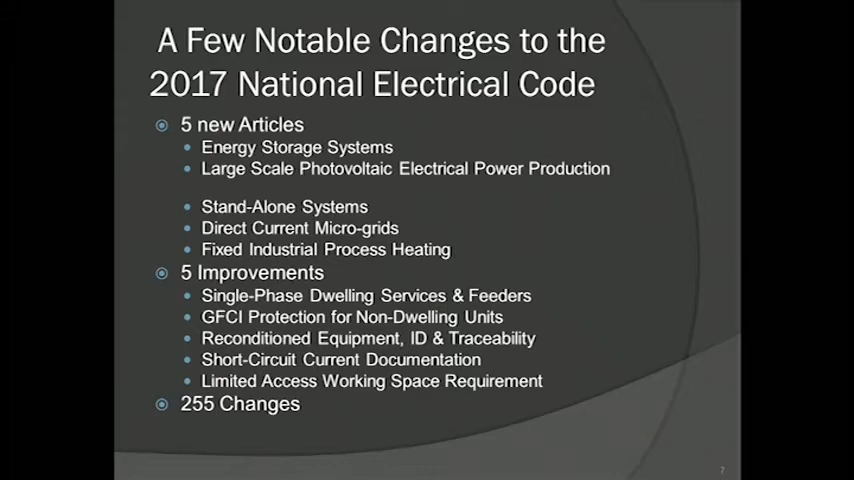 A Few Notable Changes to the
2017 National Electrical Code
5 new Articles
Energy Storage Systems
Large Scale Photovoltaic Electrical Power Production
Stand-Alone Systems
Direct Current Micro-grids
Fixed Industrial Process Heating
5 Improvements
Single-Phase Dwelling Services & Feeders
GFCI Protection for Non-Dwelling Units
Reconditioned Equipment, ID & Traceability
Short-Circuit Current Documentation
Limited Access Working Space Requirement
255 Changes
7